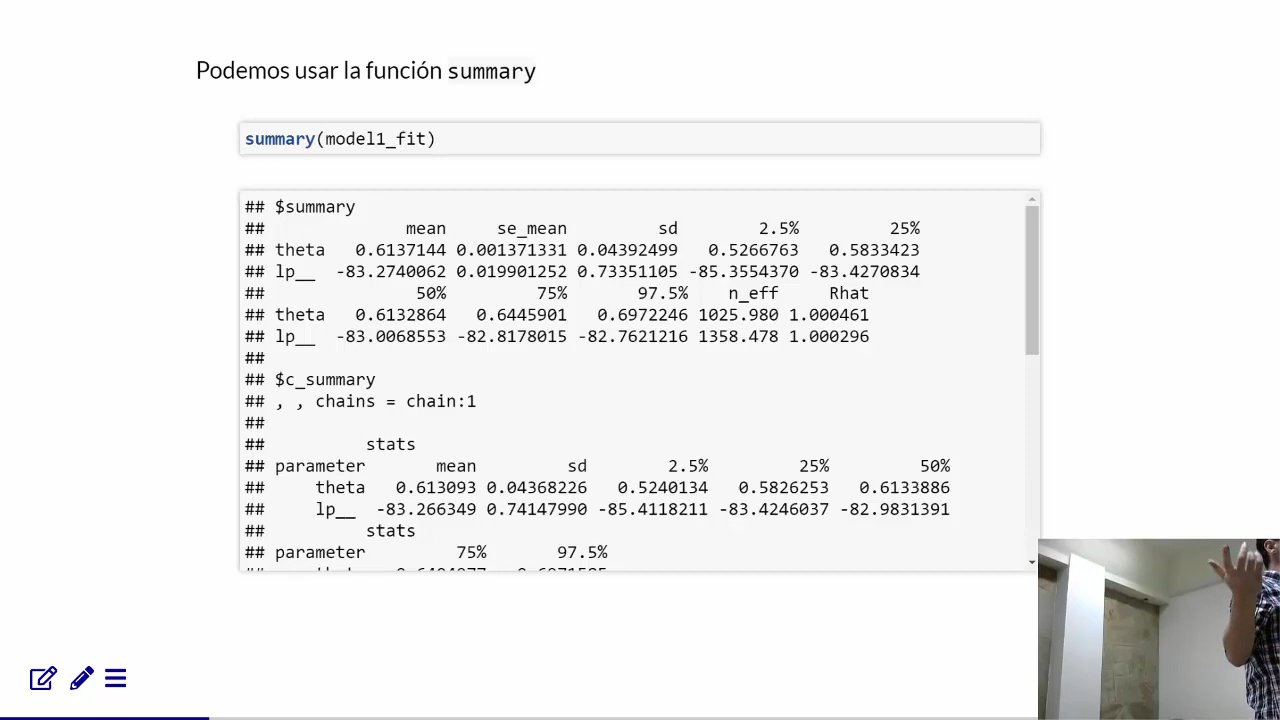 Podemos usar la función summary
summary(model1_fit)
## $summary
##              mean     se_mean         sd        2.5%         25%
## theta   0.6137144 0.001371331 0.04392499   0.5266763   0.5833423
## lp__  -83.2740062 0.019901252 0.73351105 -85.3554370 -83.4270834
##               50%         75%       97.5%    n_eff     Rhat
## theta   0.6132864   0.6445901   0.6972246 1025.980 1.000461
## lp__  -83.0068553 -82.8178015 -82.7621216 1358.478 1.000296
##
## $c_summary
## , , chains = chain:1
##
##          stats
## parameter       mean         sd        2.5%         25%         50%
##     theta   0.613093 0.04368226   0.5240134   0.5826253   0.6133886
##     lp__  -83.266349 0.74147990 -85.4118211 -83.4246037 -82.9831391
##          stats
## parameter         75%       97.5%